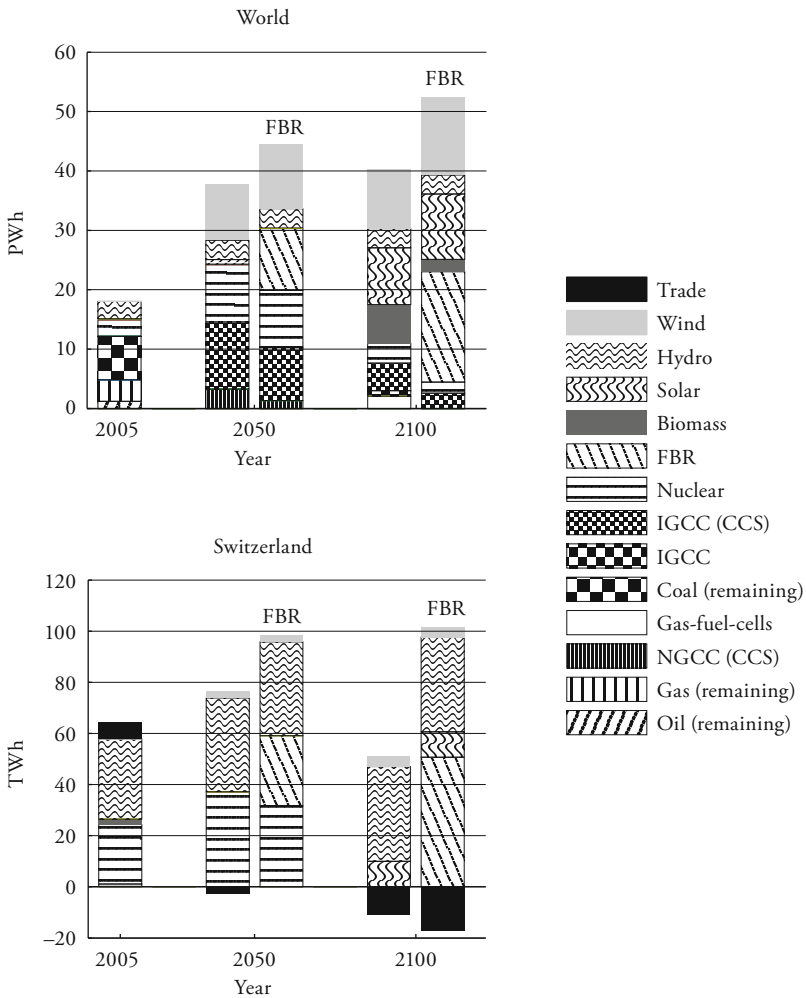 World
60
50
40
30
20
10
0
PWh
FBR
FBR
2005
2050
2100
Year
Trade
Wind
Hydro
Solar
Biomass
FBR
Nuclear
IGCC (CCS)
IGCC
Coal (remaining)
Gas-fuel-cells
NGCC (CCS)
Gas (remaining)
Oil (remaining)
Switzerland
120
100
80
60
40
20
0
–20
TWh
FBR
FBR
2005
2050
2100
Year